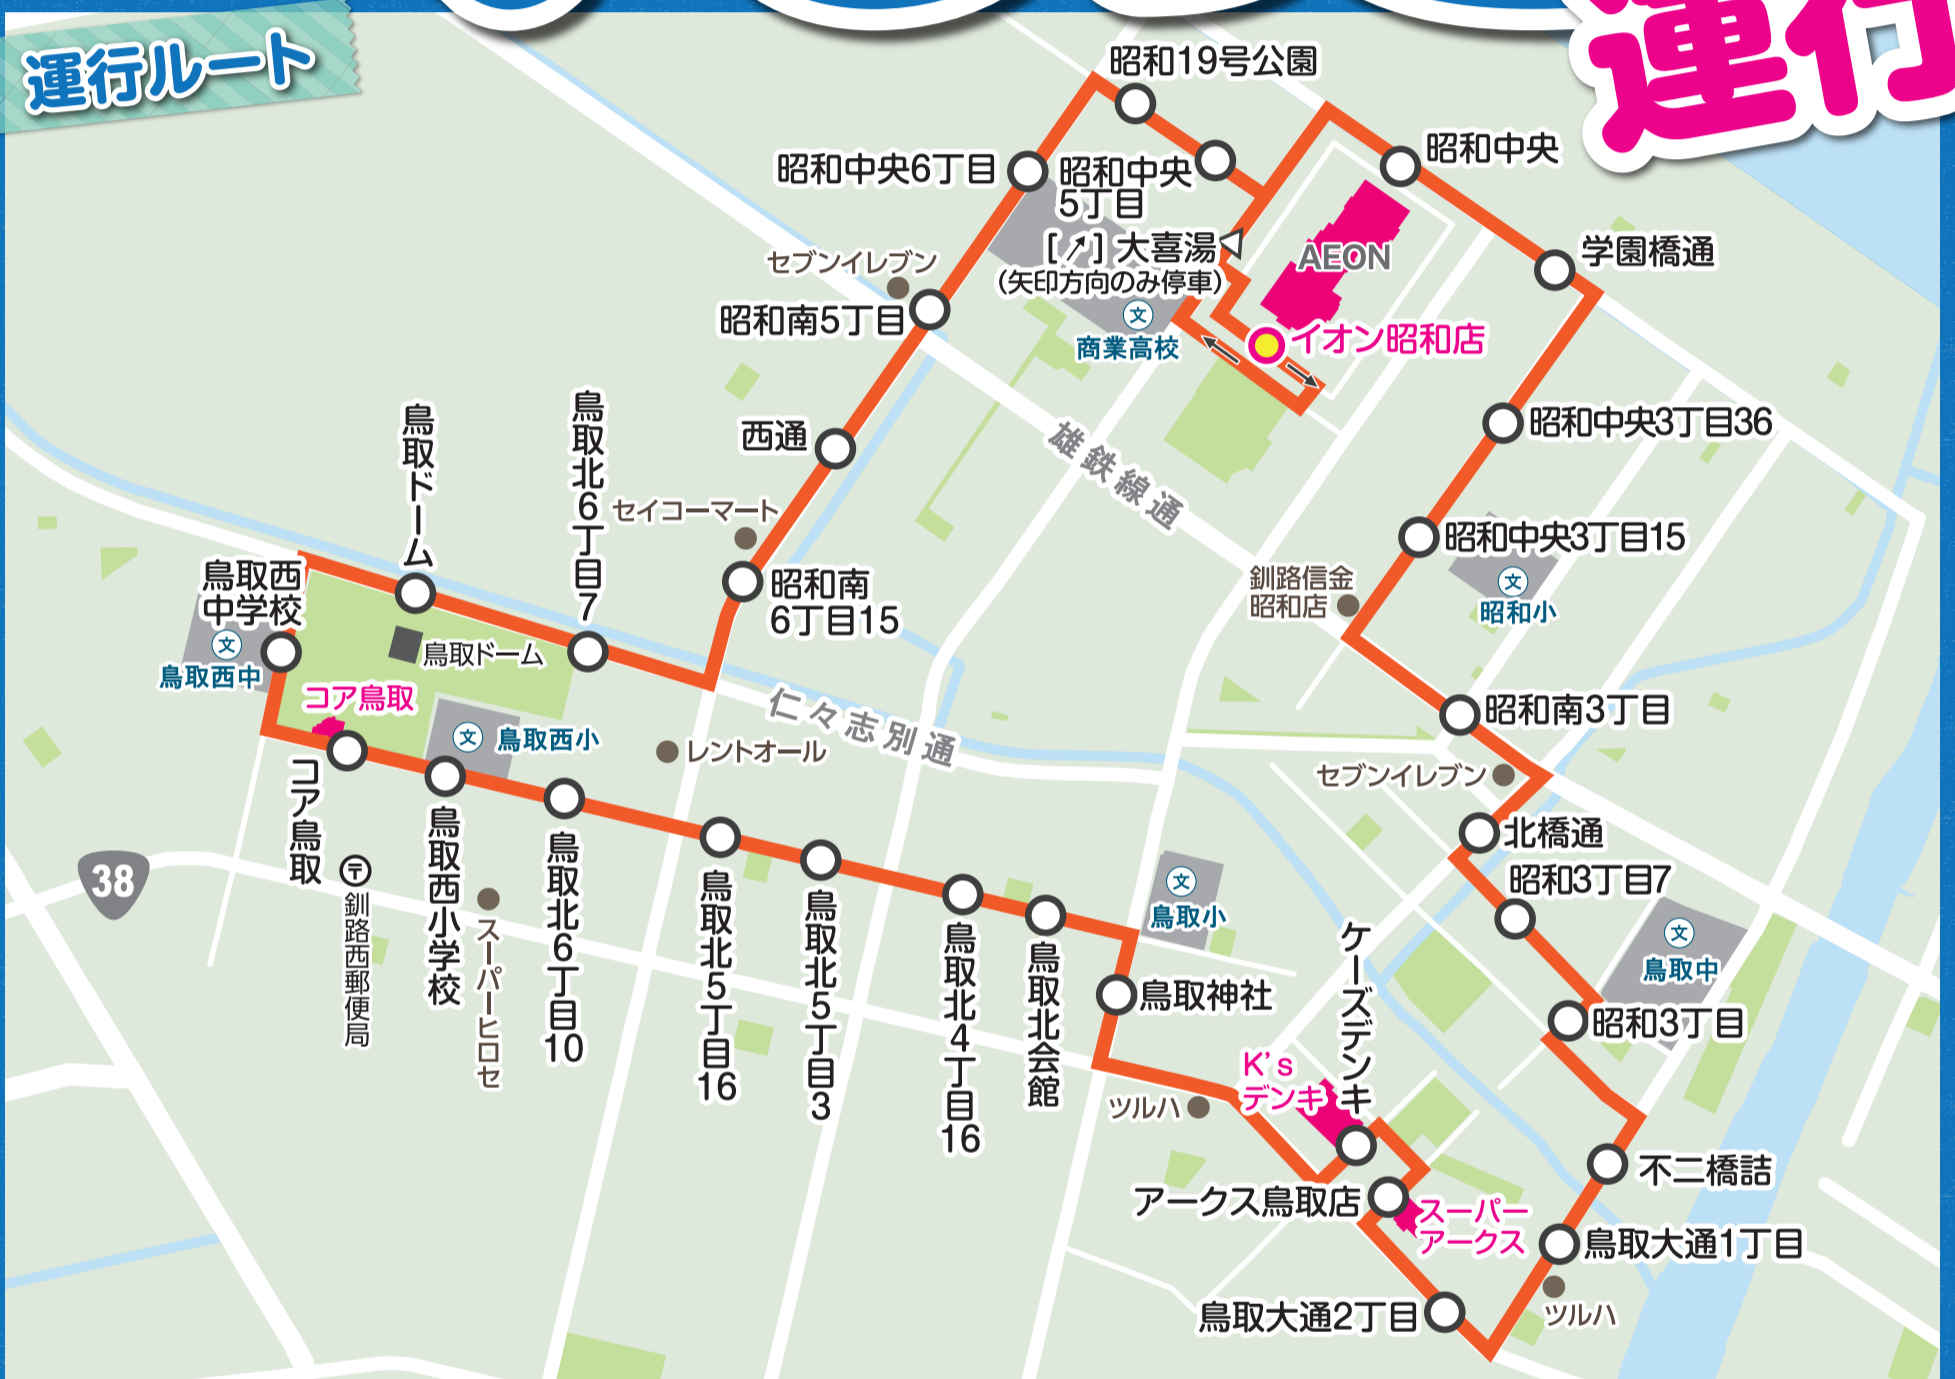 運行ルート
運行
昭和19号公園
昭和中央6丁目
昭和中央
5丁目
昭和中央
[↗] 大喜湯
(矢印方向のみ停車)
AEON
学園橋通
セブンイレブン
昭和南5丁目
文
商業高校
イオン昭和店
西通
雄鉄線通
昭和中央3丁目36
鳥取ドーム
鳥取北6丁目7
セイコーマート
昭和中央3丁目15
昭和南
6丁目15
釧路信金
昭和店
文
昭和小
鳥取西
中学校
文
鳥取西中
鳥取ドーム
コア鳥取
文
鳥取西小
レントオール
仁々志別通
昭和南3丁目
セブンイレブン
北橋通
昭和3丁目7
コア鳥取
38
〒
釧路西郵便局
鳥取西小学校
スーパーヒロセ
鳥取北6丁目10
鳥取北5丁目16
鳥取北5丁目3
鳥取北4丁目16
鳥取北会館
文
鳥取小
鳥取神社
ケーズデンキ
文
鳥取中
昭和3丁目
K's
デンキ
ツルハ
アークス鳥取店
スーパー
アークス
不二橋詰
鳥取大通1丁目
ツルハ
鳥取大通2丁目